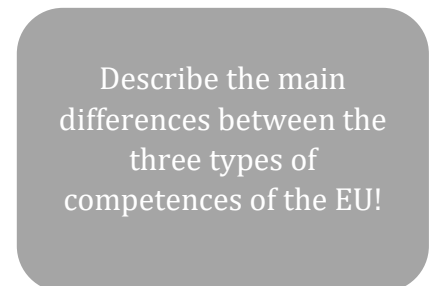 Describe the main
differences between the
three types of
competences of the EU!